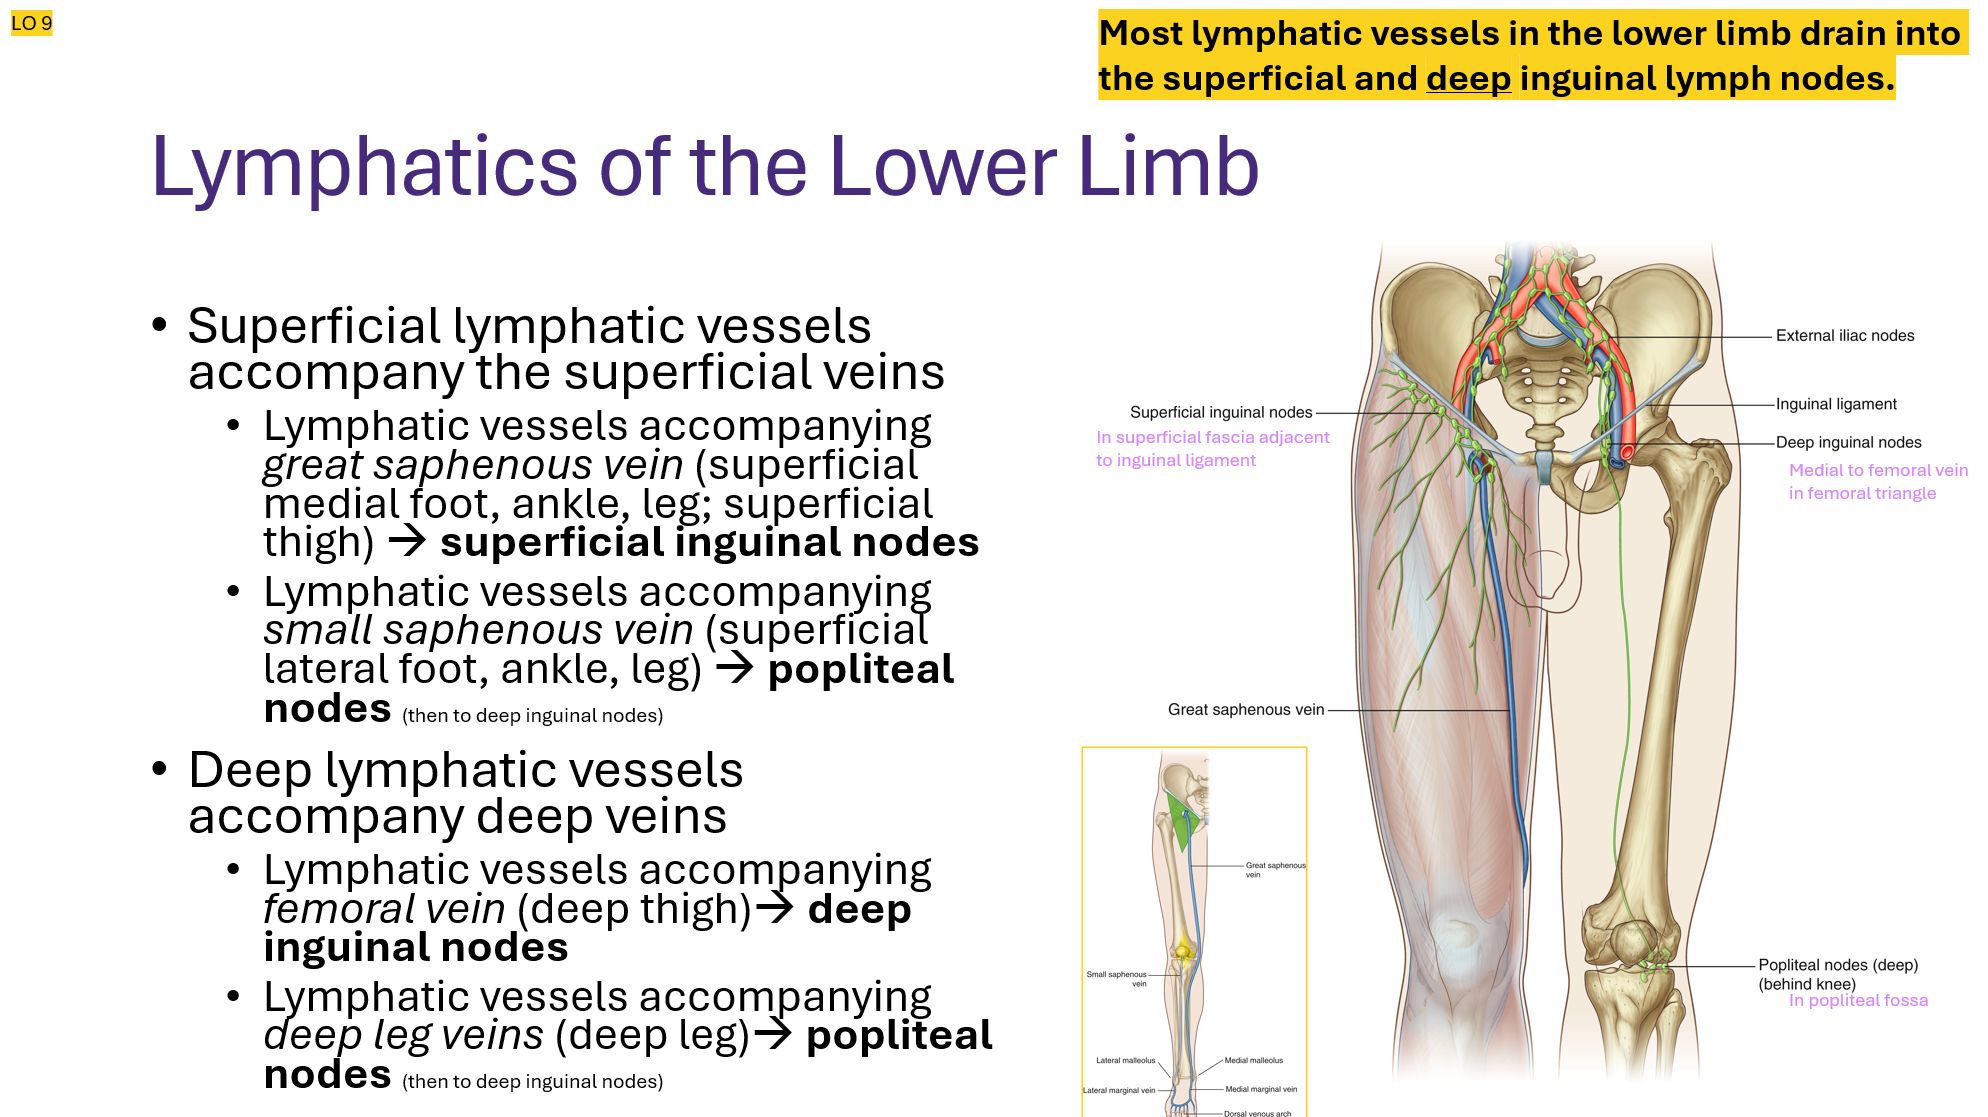 LO 9
Most lymphatic vessels in the lower limb drain into
the superficial and deep inguinal lymph nodes.
Lymphatics of the Lower Limb
• Superficial lymphatic vessels
accompany the superficial veins
• Lymphatic vessels accompanying
great saphenous vein (superficial
medial foot, ankle, leg; superficial
thigh) → superficial inguinal nodes
• Lymphatic vessels accompanying
small saphenous vein (superficial
lateral foot, ankle, leg) → popliteal
nodes (then to deep inguinal nodes)
• Deep lymphatic vessels
accompany deep veins
• Lymphatic vessels accompanying
femoral vein (deep thigh)→ deep
inguinal nodes
• Lymphatic vessels accompanying
deep leg veins (deep leg)→ popliteal
nodes (then to deep inguinal nodes)
External iliac nodes
Inguinal ligament
Superficial inguinal nodes
In superficial fascia adjacent
to inguinal ligament
Deep inguinal nodes
Medial to femoral vein
in femoral triangle
Great saphenous vein
Popliteal nodes (deep)
(behind knee)
In popliteal fossa
Great saphenous
vein
Small saphenous
vein
Lateral malleolus
Medial malleolus
Lateral marginal vein
Medial marginal vein
Dorsal venous arch